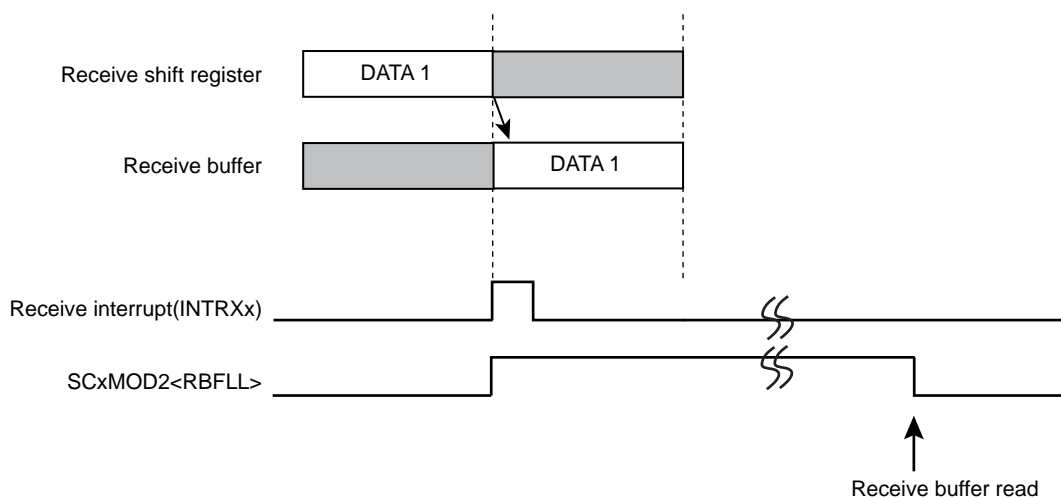 Receive shift register
DATA 1
Receive buffer
DATA 1
Receive interrupt(INTRXx)
SCxMOD2<RBFLL>
Receive buffer read